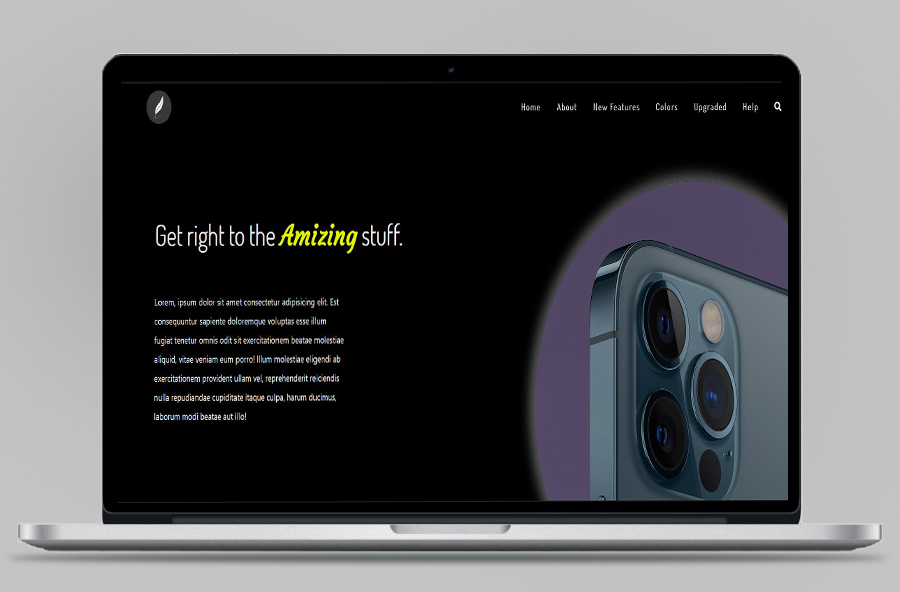 Home About New Features Colors Upgraded Help
Get right to the Amizing stuff.
Lorem, ipsum dolor sit amet consectetur adipisicing elit. Est
consequuntur sapiente doloremque voluptas esse illum
fugiat tenetur omnis odit sit exercitationem beatae molestiae
aliquid, vitae veniam eum porro! Illum molestiae eligendi ab
exercitationem provident ullam vel, reprehenderit reiciendis
nulla repudiandae cupiditate itaque culpa, harum ducimus,
laborum modi beatae aut illo!